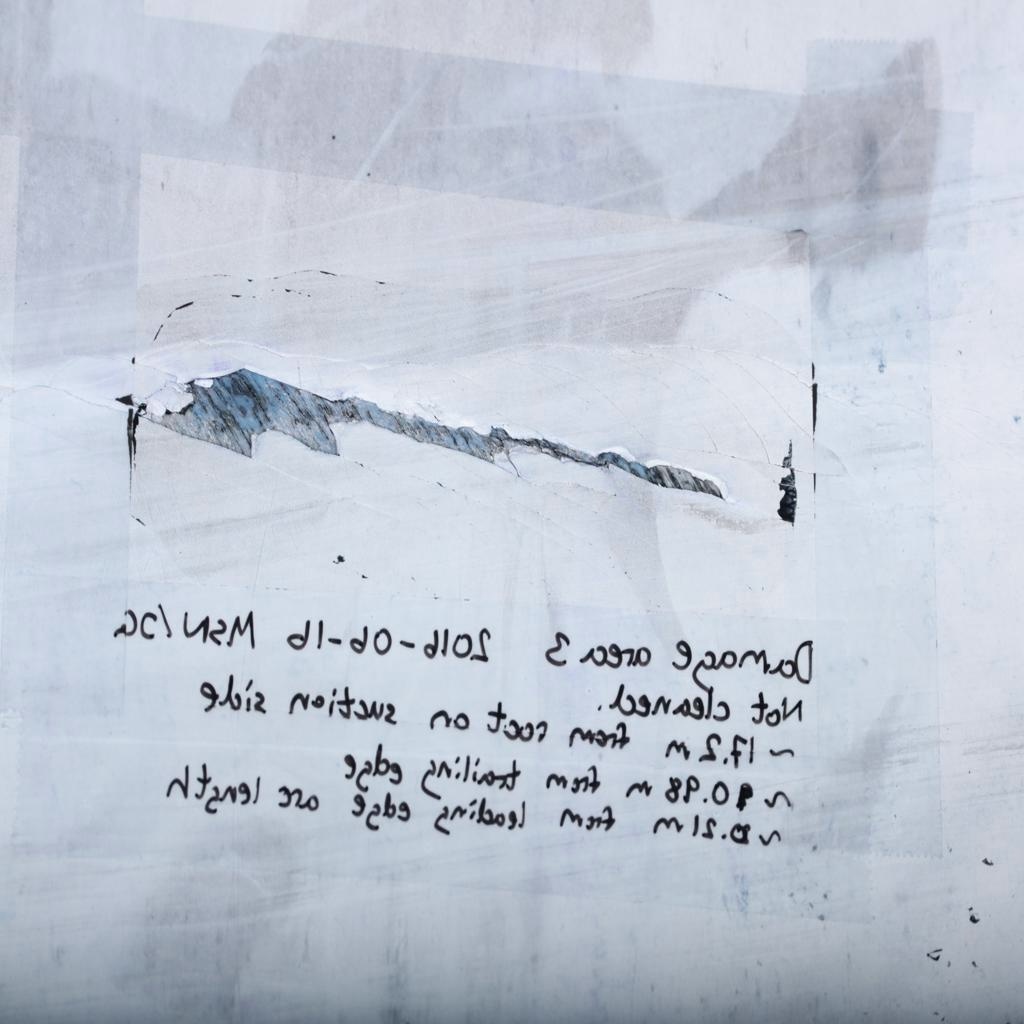 Damage area 3 2016-06-16 MSN/JG
Not cleaned.
~ 17.2 m from root on suction side
~ 0.98 m from trailing edge
~ 0.21 m from leading edge arc length